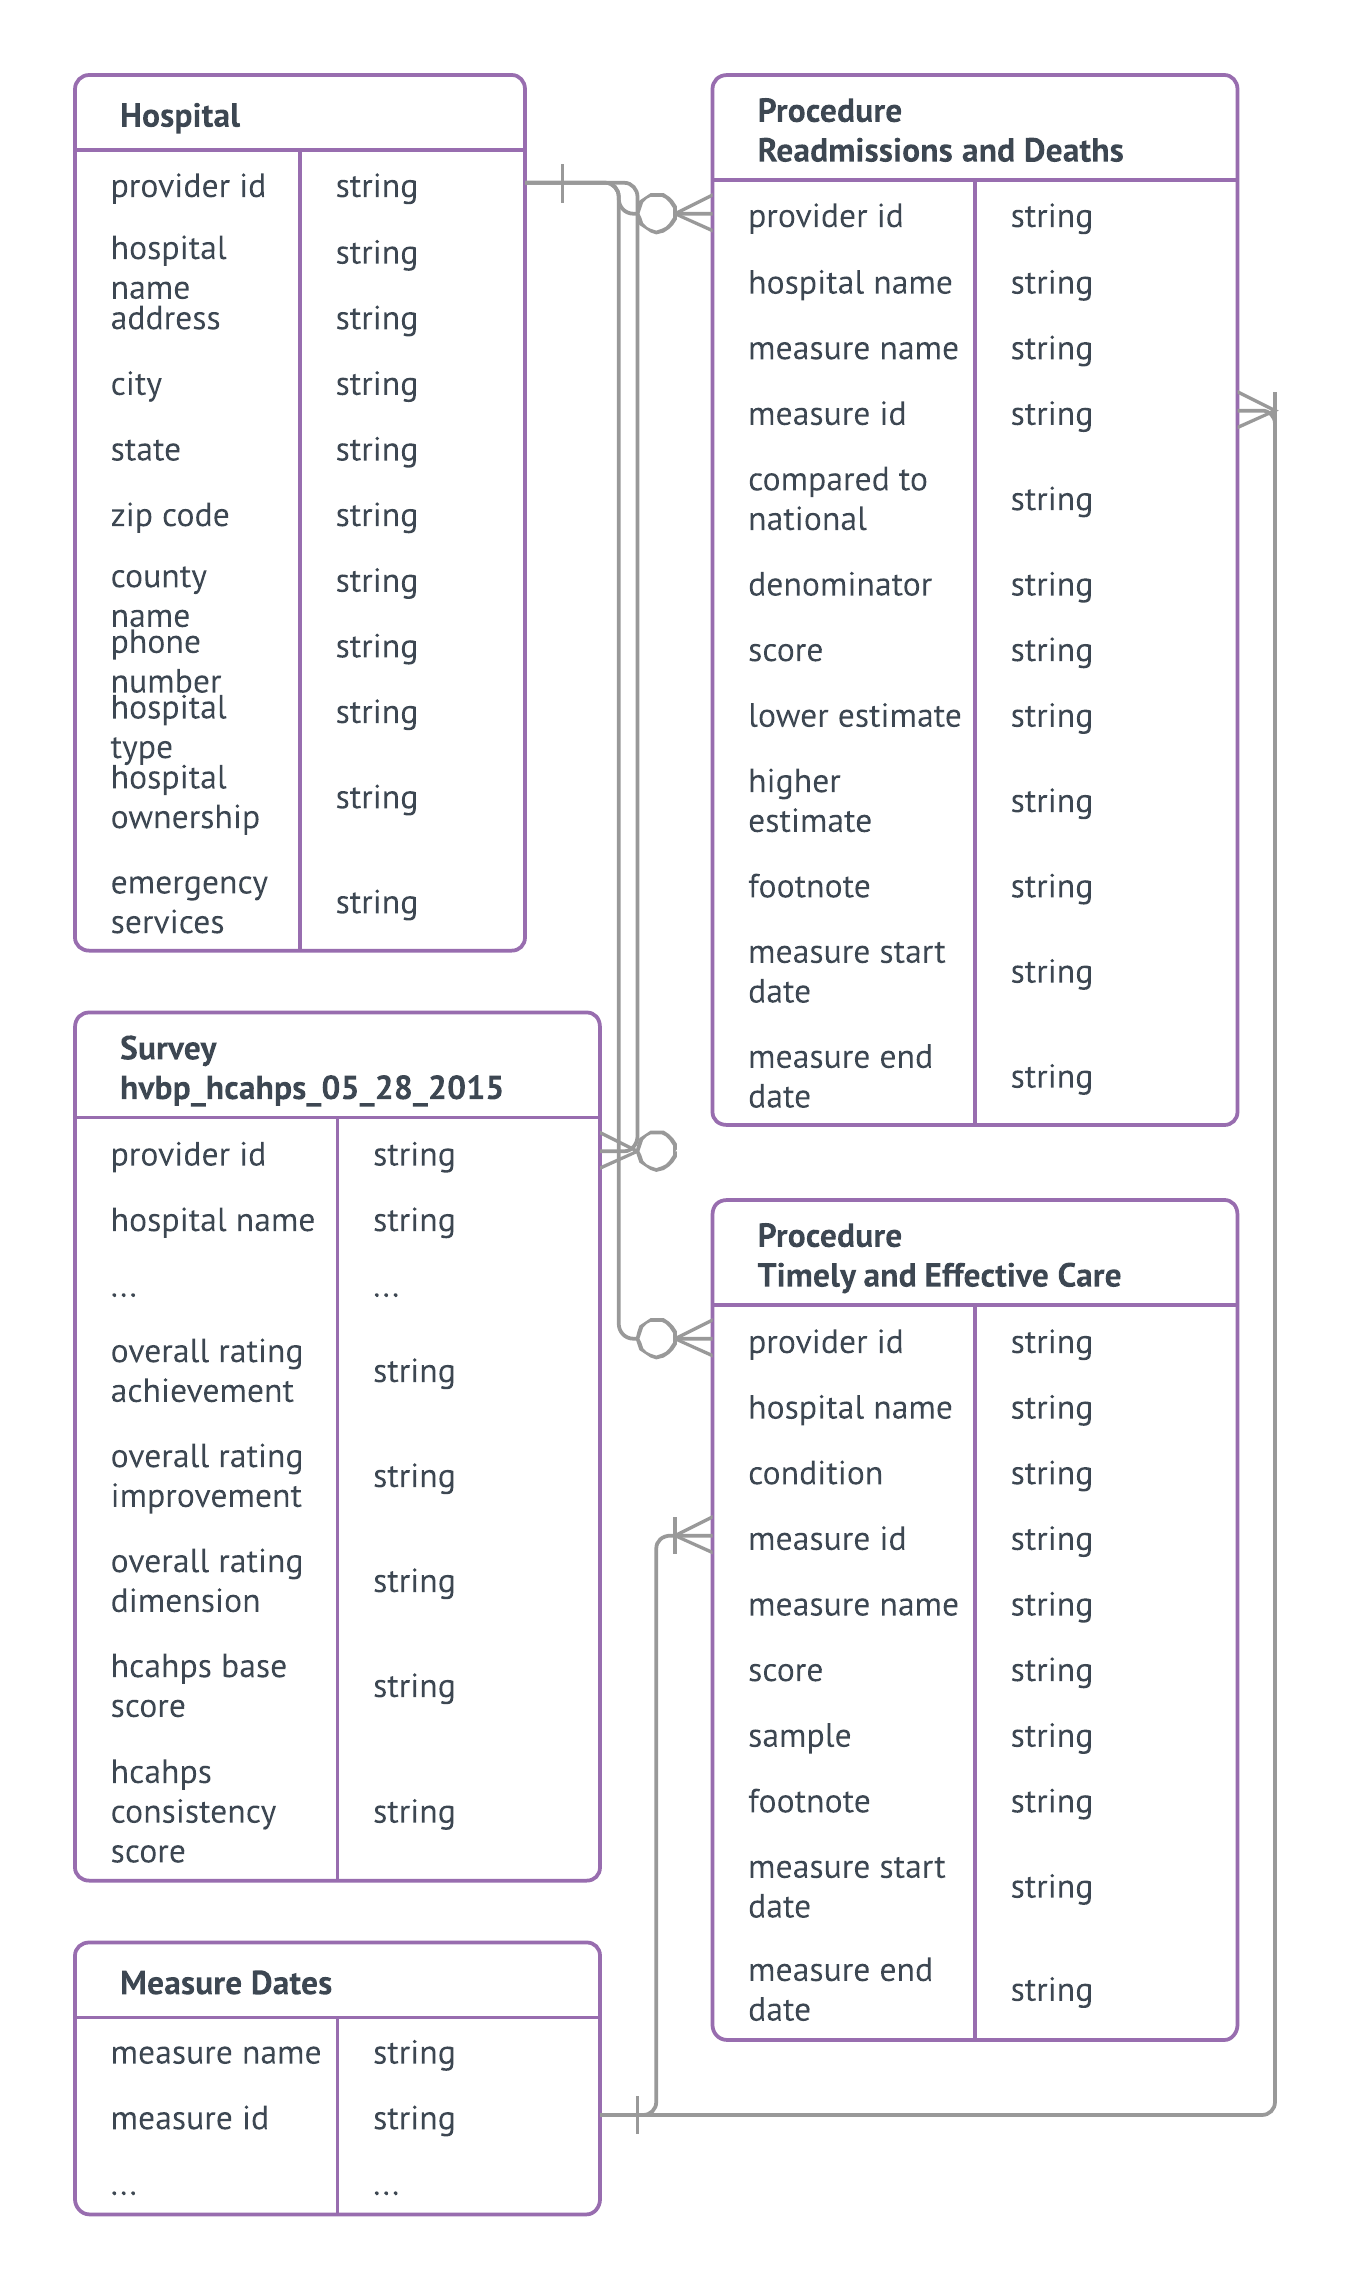 Hospital
provider id string
hospital
name string
address string
city string
state string
zip code string
county
name string
phone
number string
hospital
type string
hospital
ownership string
emergency
services string
Procedure
Readmissions and Deaths
provider id string
hospital name string
measure name string
measure id string
compared to
national string
denominator string
score string
lower estimate string
higher
estimate string
footnote string
measure start
date string
measure end
date string
Survey
hvbp_hcahps_05_28_2015
provider id string
hospital name string
... ...
overall rating
achievement string
overall rating
improvement string
overall rating
dimension string
hcahps base
score string
hcahps
consistency string
score
Procedure
Timely and Effective Care
provider id string
hospital name string
condition string
measure id string
measure name string
score string
sample string
footnote string
measure start
date string
measure end
date string
Measure Dates
measure name string
measure id string
... ...